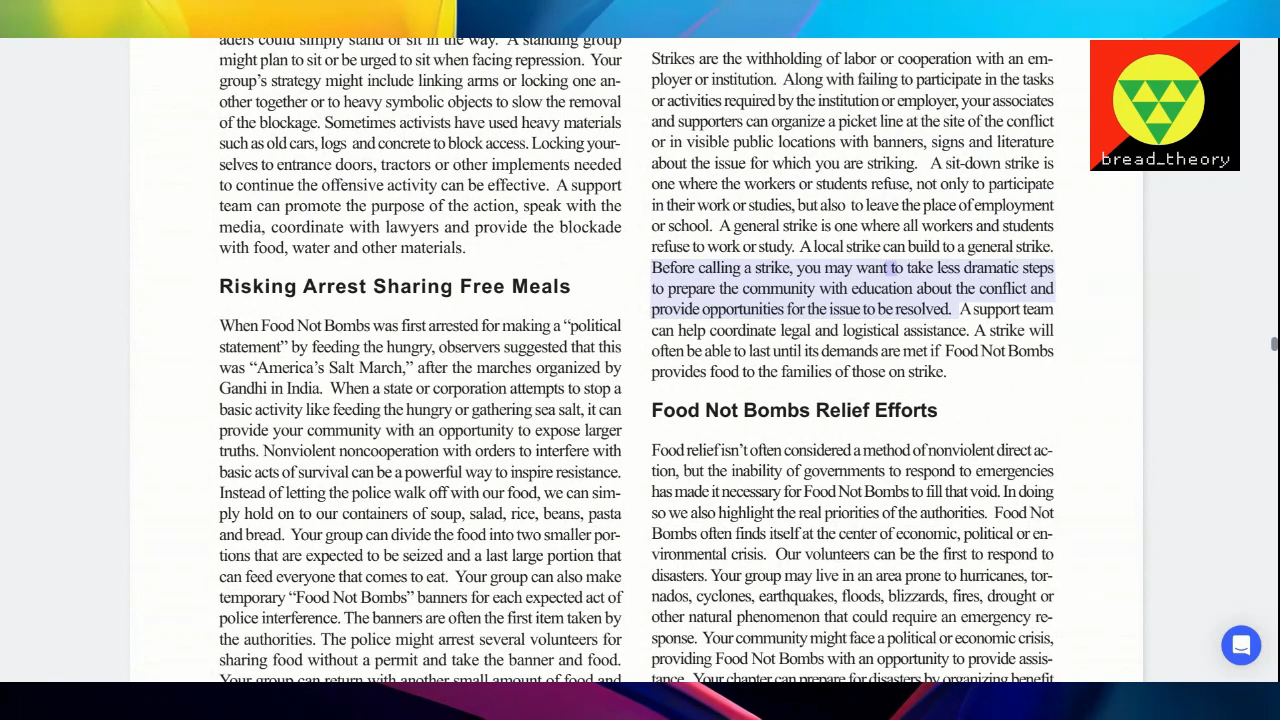 aders could simply stand or sit in the way. A standing group
might plan to sit or be urged to sit when facing repression. Your
group's strategy might include linking arms or locking one an-
other together or to heavy symbolic objects to slow the removal
of the blockage. Sometimes activists have used heavy materials
such as old cars, logs and concrete to block access. Locking your-
selves to entrance doors, tractors or other implements needed
to continue the offensive activity can be effective. A support
team can promote the purpose of the action, speak with the
media, coordinate with lawyers and provide the blockade
with food, water and other materials.
Risking Arrest Sharing Free Meals
When Food Not Bombs was first arrested for making a “political
statement” by feeding the hungry, observers suggested that this
was “America's Salt March,” after the marches organized by
Gandhi in India. When a state or corporation attempts to stop a
basic activity like feeding the hungry or gathering sea salt, it can
provide your community with an opportunity to expose larger
truths. Nonviolent noncooperation with orders to interfere with
basic acts of survival can be a powerful way to inspire resistance.
Instead of letting the police walk off with our food, we can sim-
ply hold on to our containers of soup, salad, rice, beans, pasta
and bread. Your group can divide the food into two smaller por-
tions that are expected to be seized and a last large portion that
can feed everyone that comes to eat. Your group can also make
temporary “Food Not Bombs” banners for each expected act of
police interference. The banners are often the first item taken by
the authorities. The police might arrest several volunteers for
sharing food without a permit and take the banner and food.
Your group can return with another small amount of food and
Strikes are the withholding of labor or cooperation with an em-
ployer or institution. Along with failing to participate in the tasks
or activities required by the institution or employer, your associates
and supporters can organize a picket line at the site of the conflict
or in visible public locations with banners, signs and literature
about the issue for which you are striking. A sit-down strike is
one where the workers or students refuse, not only to participate
in their work or studies, but also to leave the place of employment
or school. A general strike is one where all workers and students
refuse to work or study. A local strike can build to a general strike.
Before calling a strike, you may want to take less dramatic steps
to prepare the community with education about the conflict and
provide opportunities for the issue to be resolved. A support team
can help coordinate legal and logistical assistance. A strike will
often be able to last until its demands are met if Food Not Bombs
provides food to the families of those on strike.
Food Not Bombs Relief Efforts
Food relief isn't often considered a method of nonviolent direct ac-
tion, but the inability of governments to respond to emergencies
has made it necessary for Food Not Bombs to fill that void. In doing
so we also highlight the real priorities of the authorities. Food Not
Bombs often finds itself at the center of economic, political or en-
vironmental crisis. Our volunteers can be the first to respond to
disasters. Your group may live in an area prone to hurricanes, tor-
nados, cyclones, earthquakes, floods, blizzards, fires, drought or
other natural phenomenon that could require an emergency re-
sponse. Your community might face a political or economic crisis,
providing Food Not Bombs with an opportunity to provide assis-
tance. Your chapter can prepare for disasters by organizing benefit
bread_theory